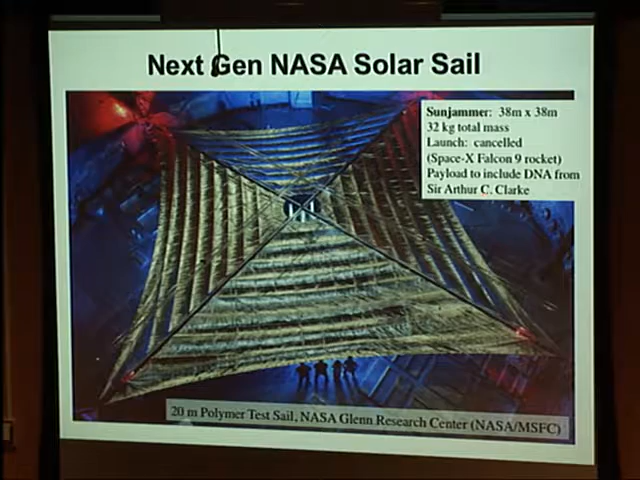 Next Gen NASA Solar Sail
Sunjammer: 38m x 38m
32 kg total mass
Launch: cancelled
(Space-X Falcon 9 rocket)
Payload to include DNA from
Sir Arthur C. Clarke
20 m Polymer Test Sail, NASA Glenn Research Center (NASA/MSFC)